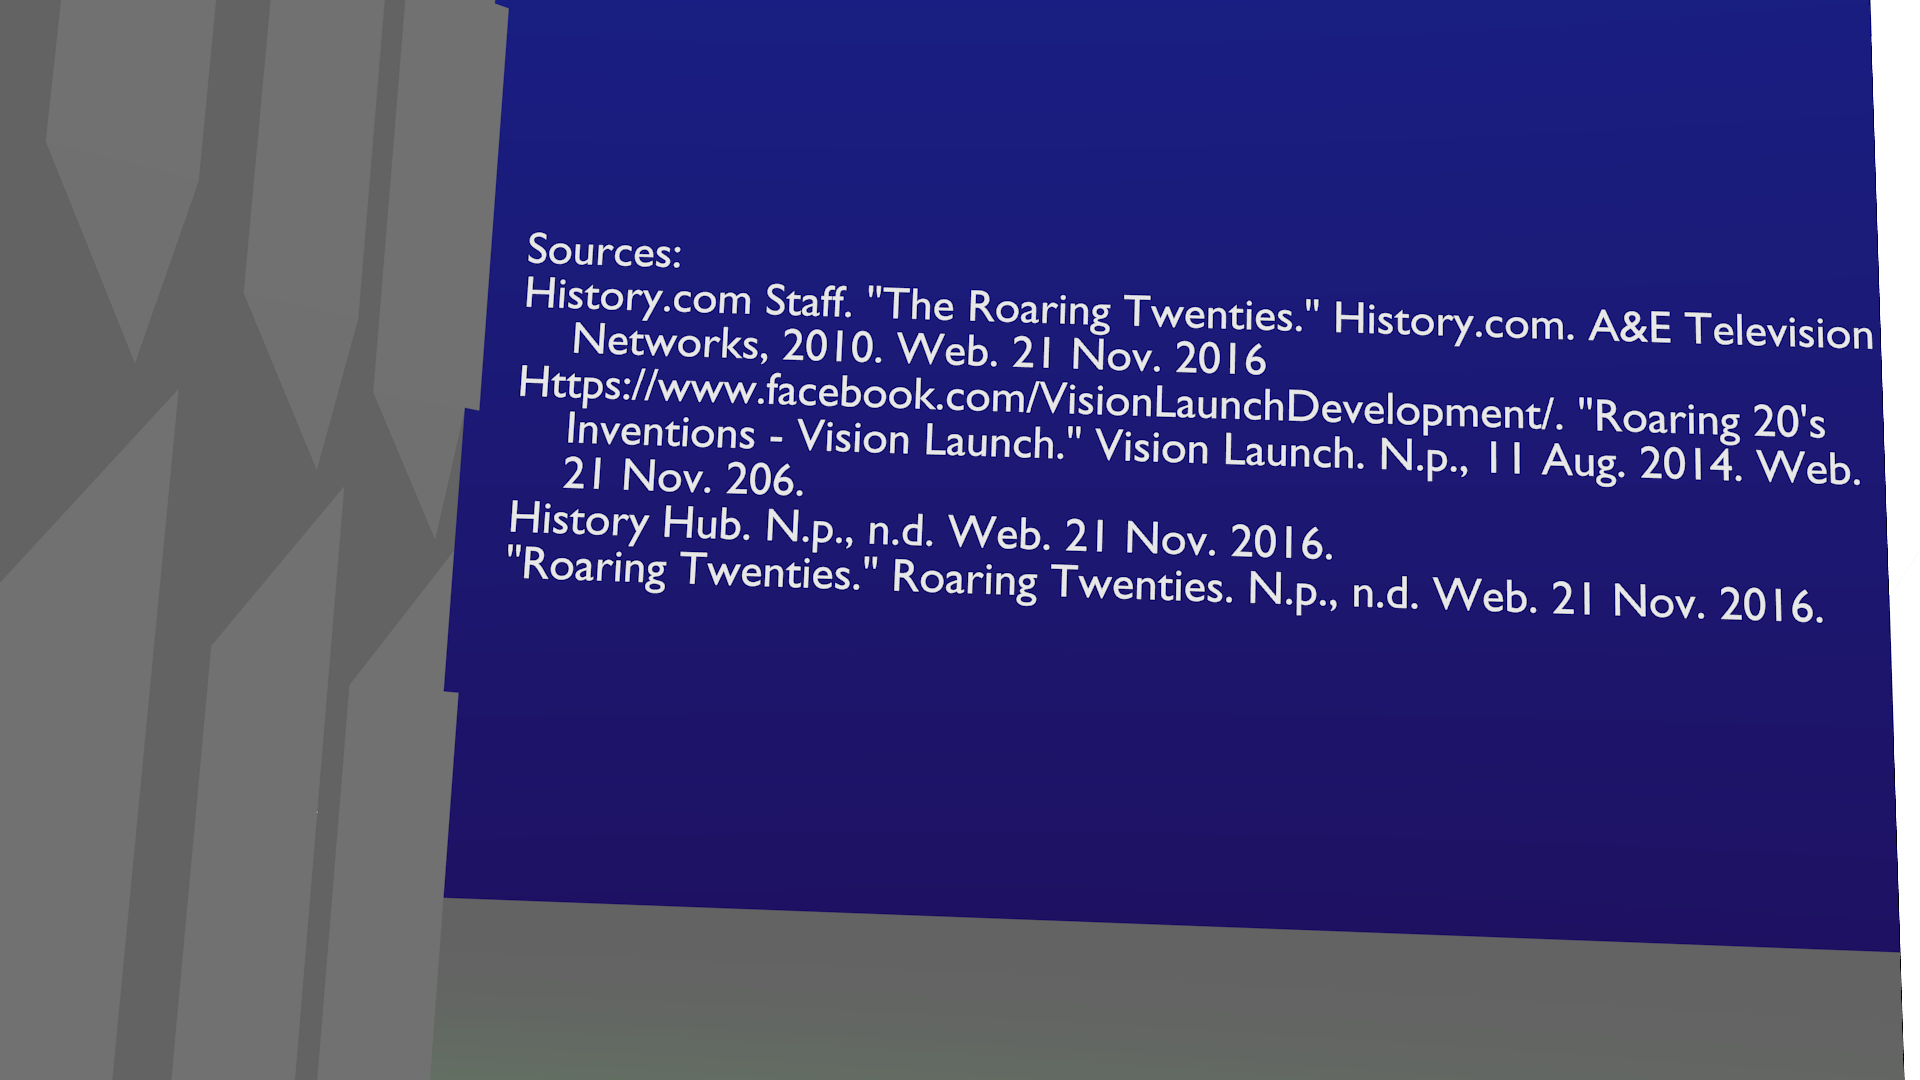 Sources:
History.com Staff. "The Roaring Twenties." History.com. A&E Television
Networks, 2010. Web. 21 Nov. 2016
Https://www.facebook.com/VisionLaunchDevelopment/. "Roaring 20's
Inventions - Vision Launch." Vision Launch. N.p., 11 Aug. 2014. Web.
21 Nov. 206.
History Hub. N.p., n.d. Web. 21 Nov. 2016.
"Roaring Twenties." Roaring Twenties. N.p., n.d. Web. 21 Nov. 2016.